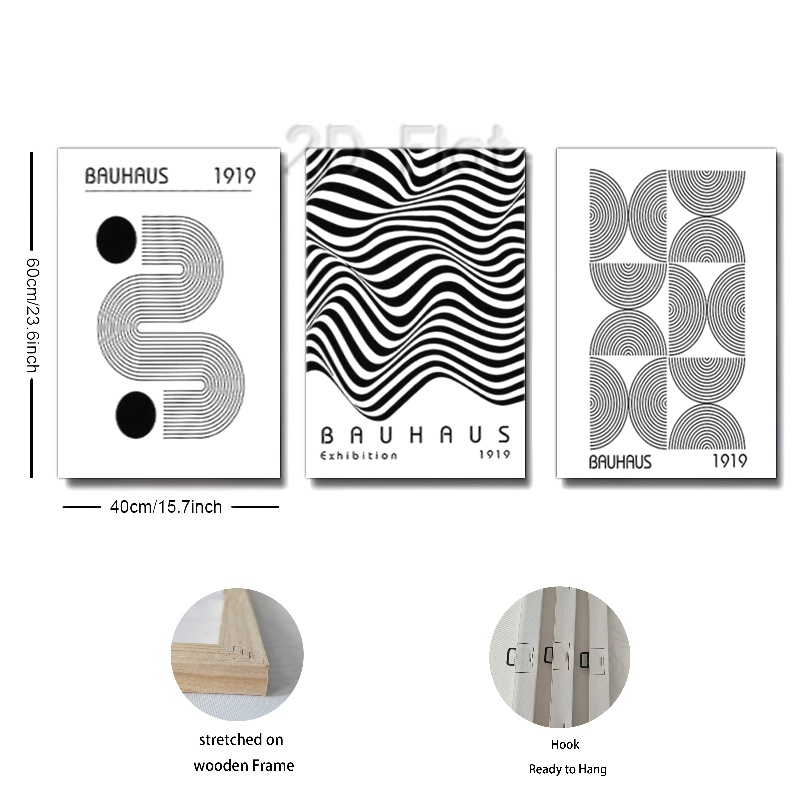 2D Flat
BAUHAUS 1919
BAUHAUS
Exhibition 1919
BAUHAUS 1919
60cm/23.6inch
40cm/15.7inch
stretched on
wooden Frame
Hook
Ready to Hang